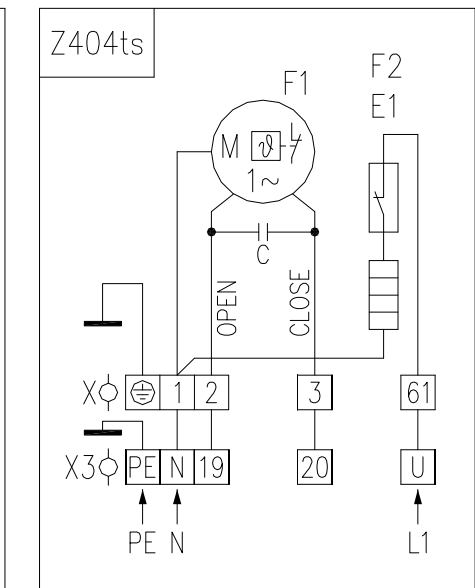 Z404ts
F1
F2
E1
M ϑ
1~
C
OPEN
CLOSE
X 1 2 3 61
X3 PE N 19 20 U
PE N L1